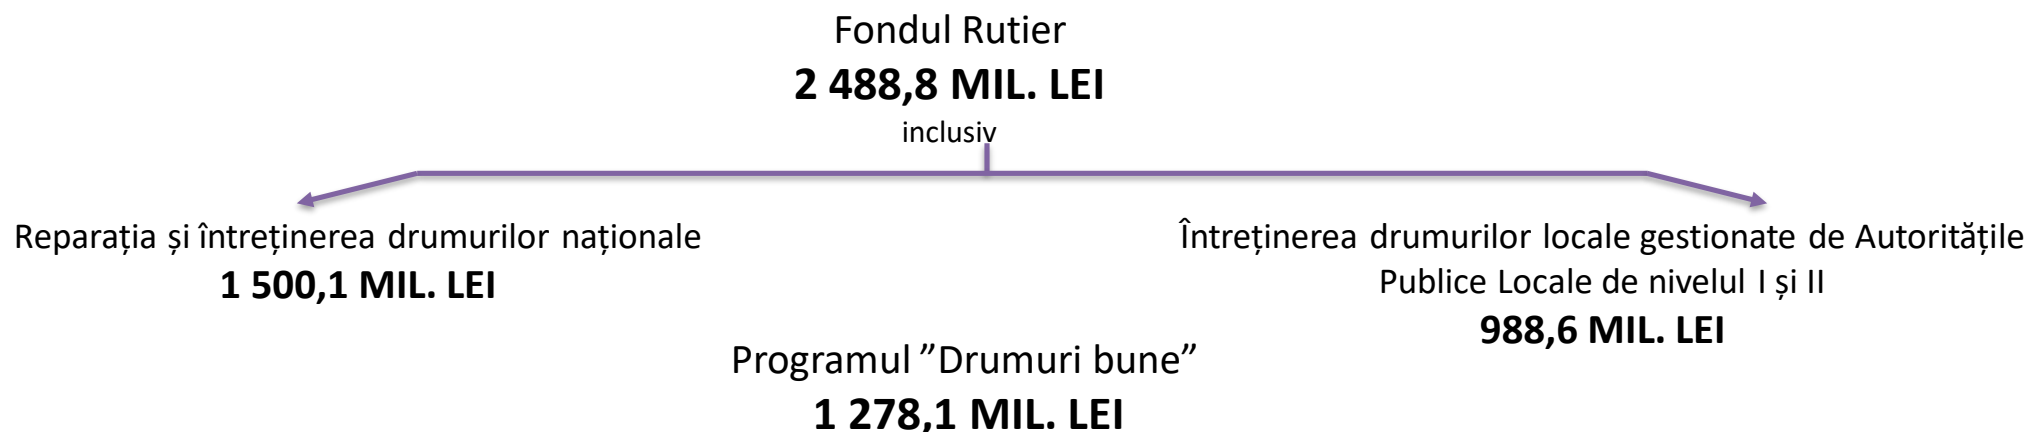 Fondul Rutier
2 488,8 MIL. LEI
inclusiv
Reparația și întreținerea drumurilor naționale
1 500,1 MIL. LEI
Întreținerea drumurilor locale gestionate de Autoritățile
Publice Locale de nivelul I și II
988,6 MIL. LEI
Programul ”Drumuri bune”
1 278,1 MIL. LEI